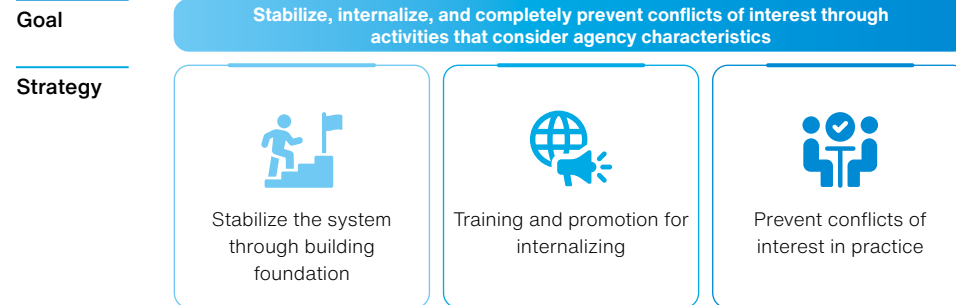 Goal
Stabilize, internalize, and completely prevent conflicts of interest through
activities that consider agency characteristics
Strategy
Stabilize the system
through building
foundation
Training and promotion for
internalizing
Prevent conflicts of
interest in practice